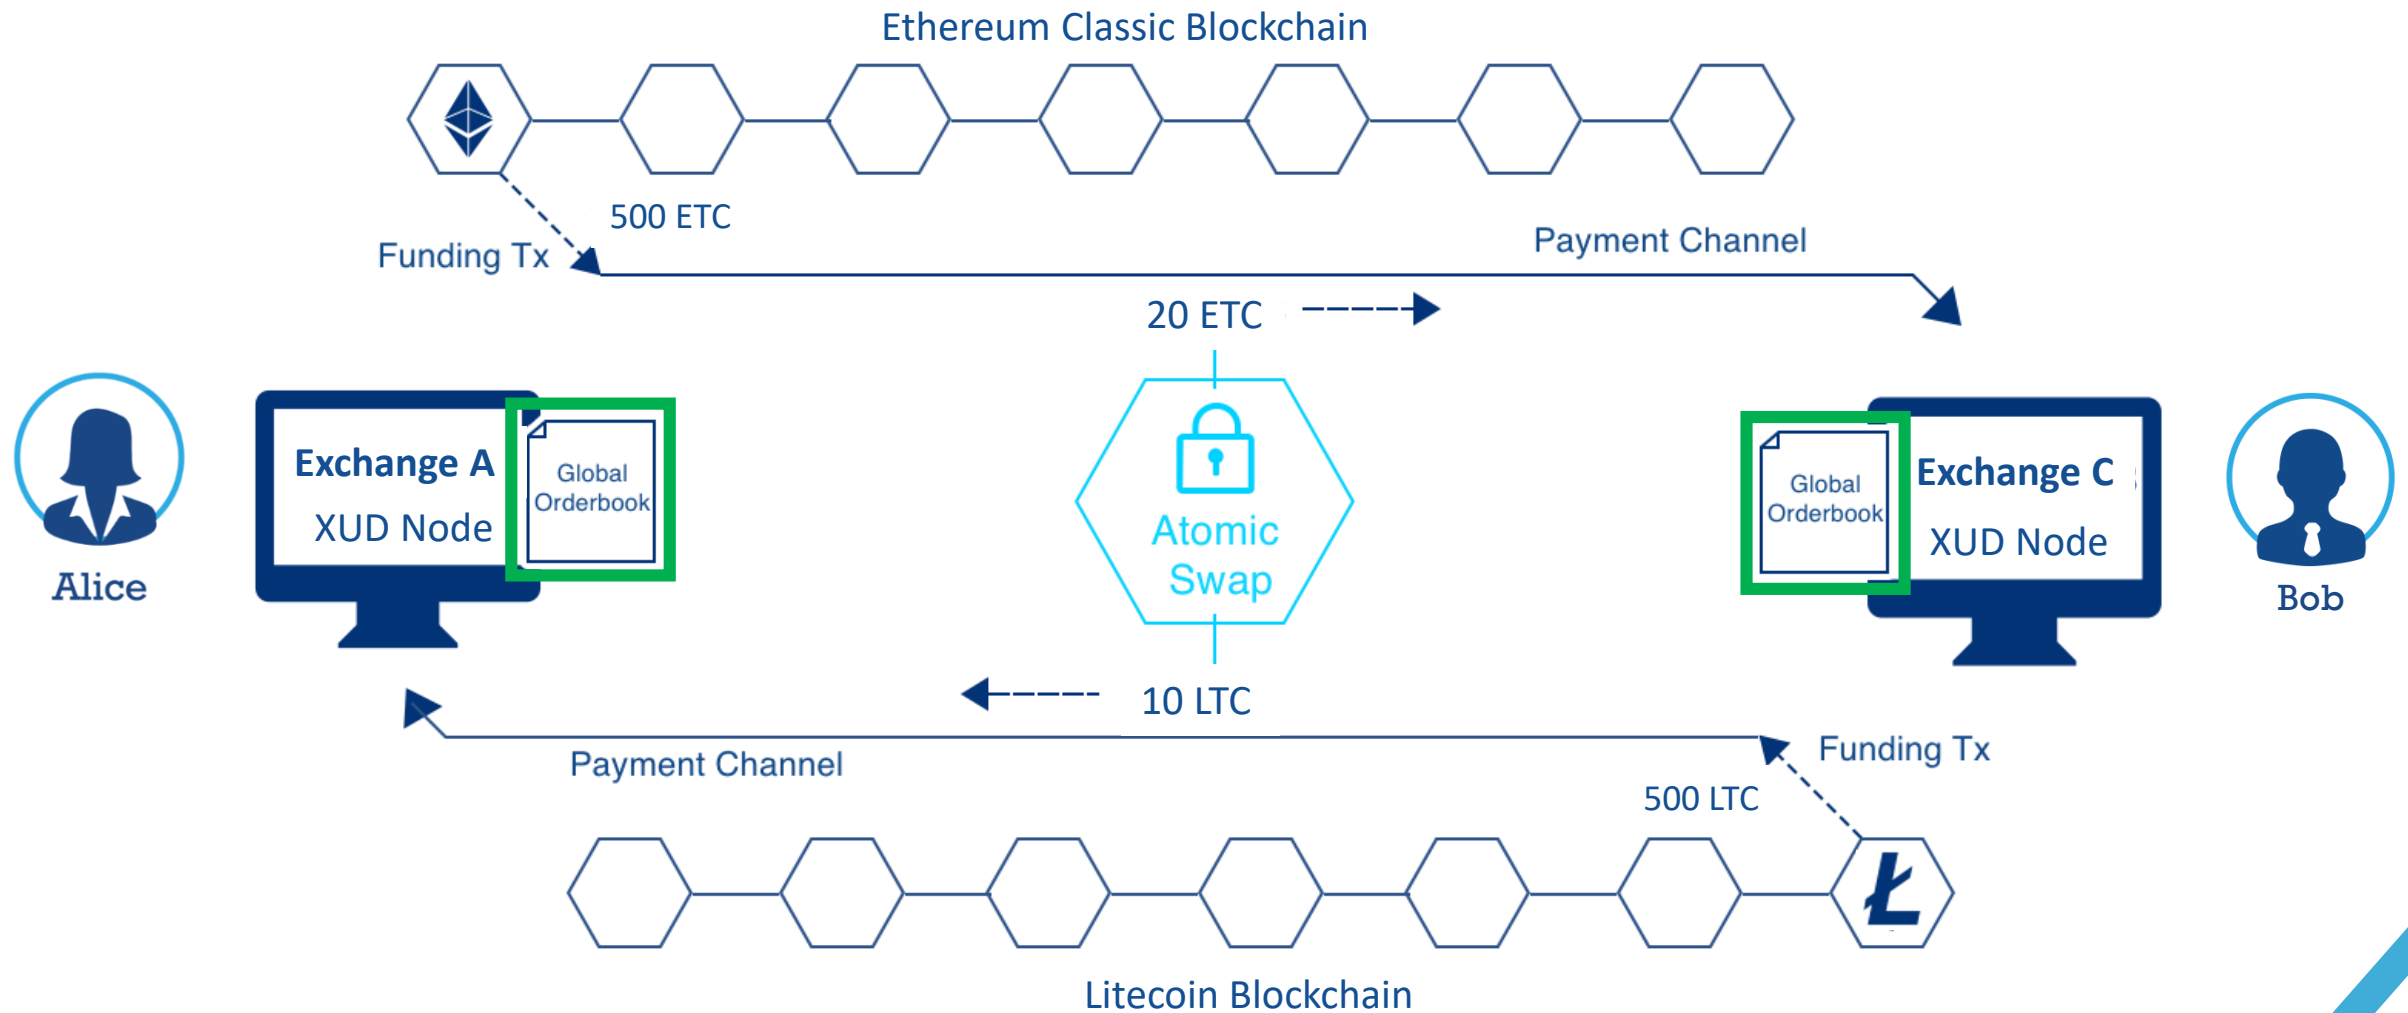 Ethereum Classic Blockchain
500 ETC
Funding Tx
Payment Channel
20 ETC
Exchange A
XUD Node
Global
Orderbook
Alice
Atomic
Swap
Global
Orderbook
Exchange C
XUD Node
Bob
10 LTC
Payment Channel
Funding Tx
500 LTC
Litecoin Blockchain